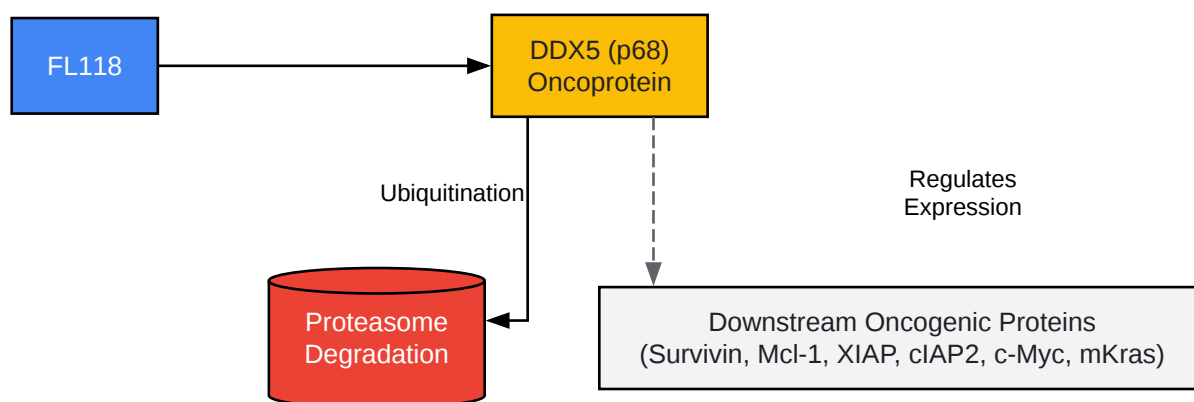 FL118
DDX5 (p68)
Oncoprotein
Ubiquitination
Regulates
Expression
Proteasome
Degradation
Downstream Oncogenic Proteins
(Survivin, Mcl-1, XIAP, cIAP2, c-Myc, mKras)